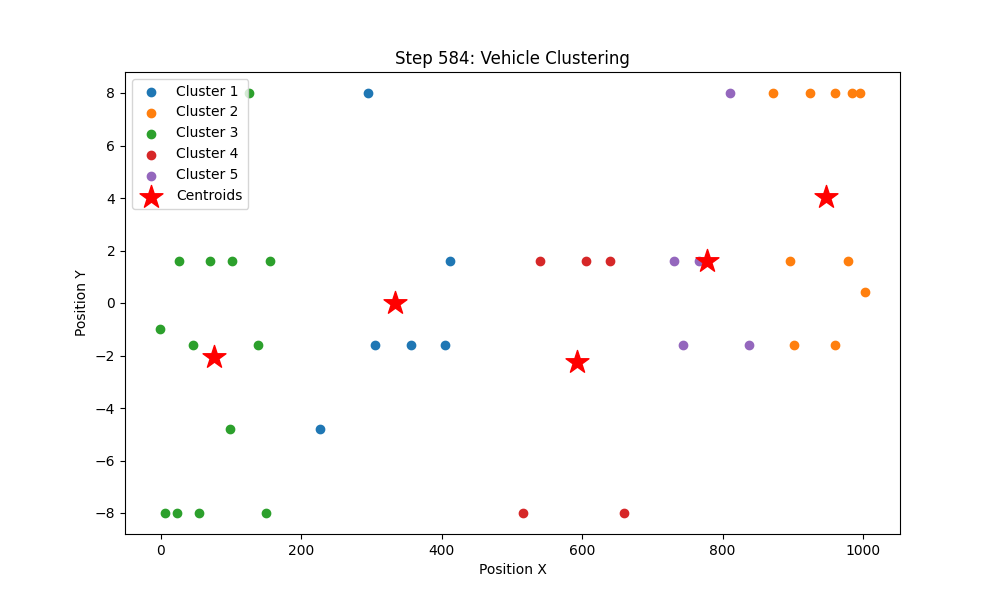 Step 584: Vehicle Clustering
Cluster 1
Cluster 2
Cluster 3
Cluster 4
Cluster 5
Centroids
8
6
4
2
0
−2
−4
−6
−8
Position Y
0 200 400 600 800 1000
Position X